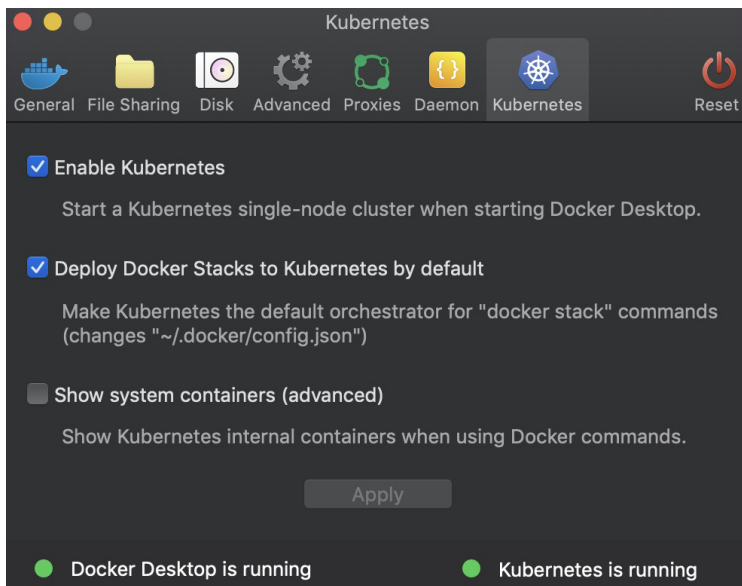 Kubernetes
General File Sharing Disk Advanced Proxies Daemon Kubernetes Reset
Enable Kubernetes
Start a Kubernetes single-node cluster when starting Docker Desktop.
Deploy Docker Stacks to Kubernetes by default
Make Kubernetes the default orchestrator for "docker stack" commands
(changes "~/.docker/config.json")
Show system containers (advanced)
Show Kubernetes internal containers when using Docker commands.
Apply
Docker Desktop is running Kubernetes is running